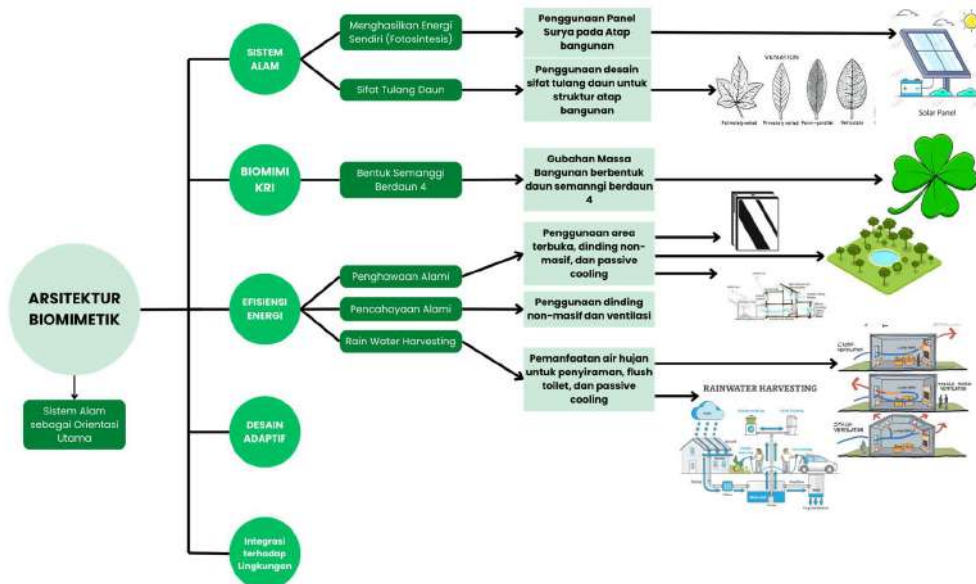 Menghasilkan Energi
Sendiri (Fotosintesis)
Penggunaan Panel
Surya pada Atap
bangunan
SISTEM
ALAM
Sifat Tulang Daun
Penggunaan desain
sifat tulang daun untuk
struktur atap
bangunan
VENATION
Solar Panel
BIOMIMI
KRI
Bentuk Semanggi
Berdaun 4
Gubahan Massa
Bangunan berbentuk
daun semanngi berdaun
4
ARSITEKTUR
BIOMIMETIK
Sistem Alam
sebagai Orientasi
Utama
EFISIENSI
ENERGI
Penghawaan Alami
Pencahayaan Alami
Rain Water Harvesting
Penggunaan area
terbuka, dinding non-
masif, dan passive
cooling
Penggunaan dinding
non-masif dan ventilasi
Pemanfaatan air hujan
untuk penyiraman, flush
toilet, dan passive
cooling
RAINWATER HARVESTING
DESAIN
ADAPTIF
Integrasi
terhadap
Lingkungan